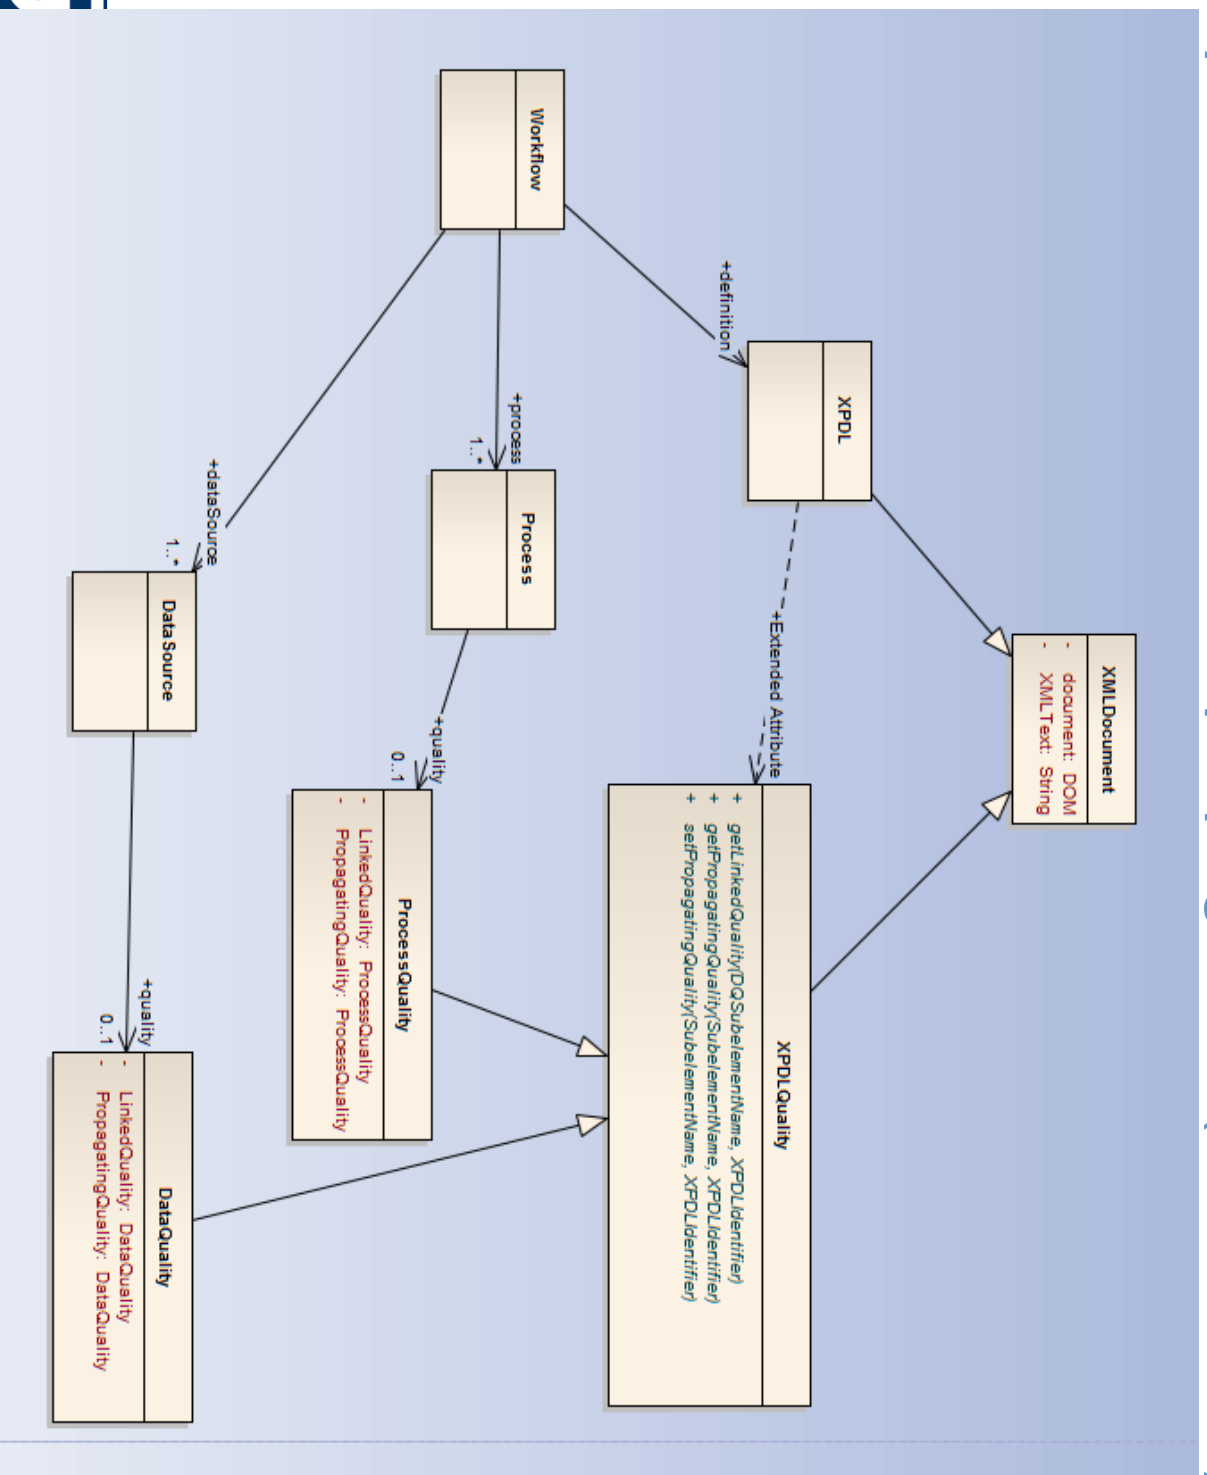 XMLDocument
- document: DOM
- XMLText: String
XPDL
+definition
Workflow
+Extended Attribute
XPDLQuality
+ getLinkedQuality(DQSubelementName, XPDLIdentifier)
+ getPropagatingQuality(SubelementName, XPDLIdentifier)
+ setPropagatingQuality(SubelementName, XPDLIdentifier)
+process
1..*
Process
+quality
0..1
ProcessQuality
- LinkedQuality: ProcessQuality
- PropagatingQuality: ProcessQuality
+dataSource
1..*
DataSource
+quality
0..1
DataQuality
- LinkedQuality: DataQuality
- PropagatingQuality: DataQuality